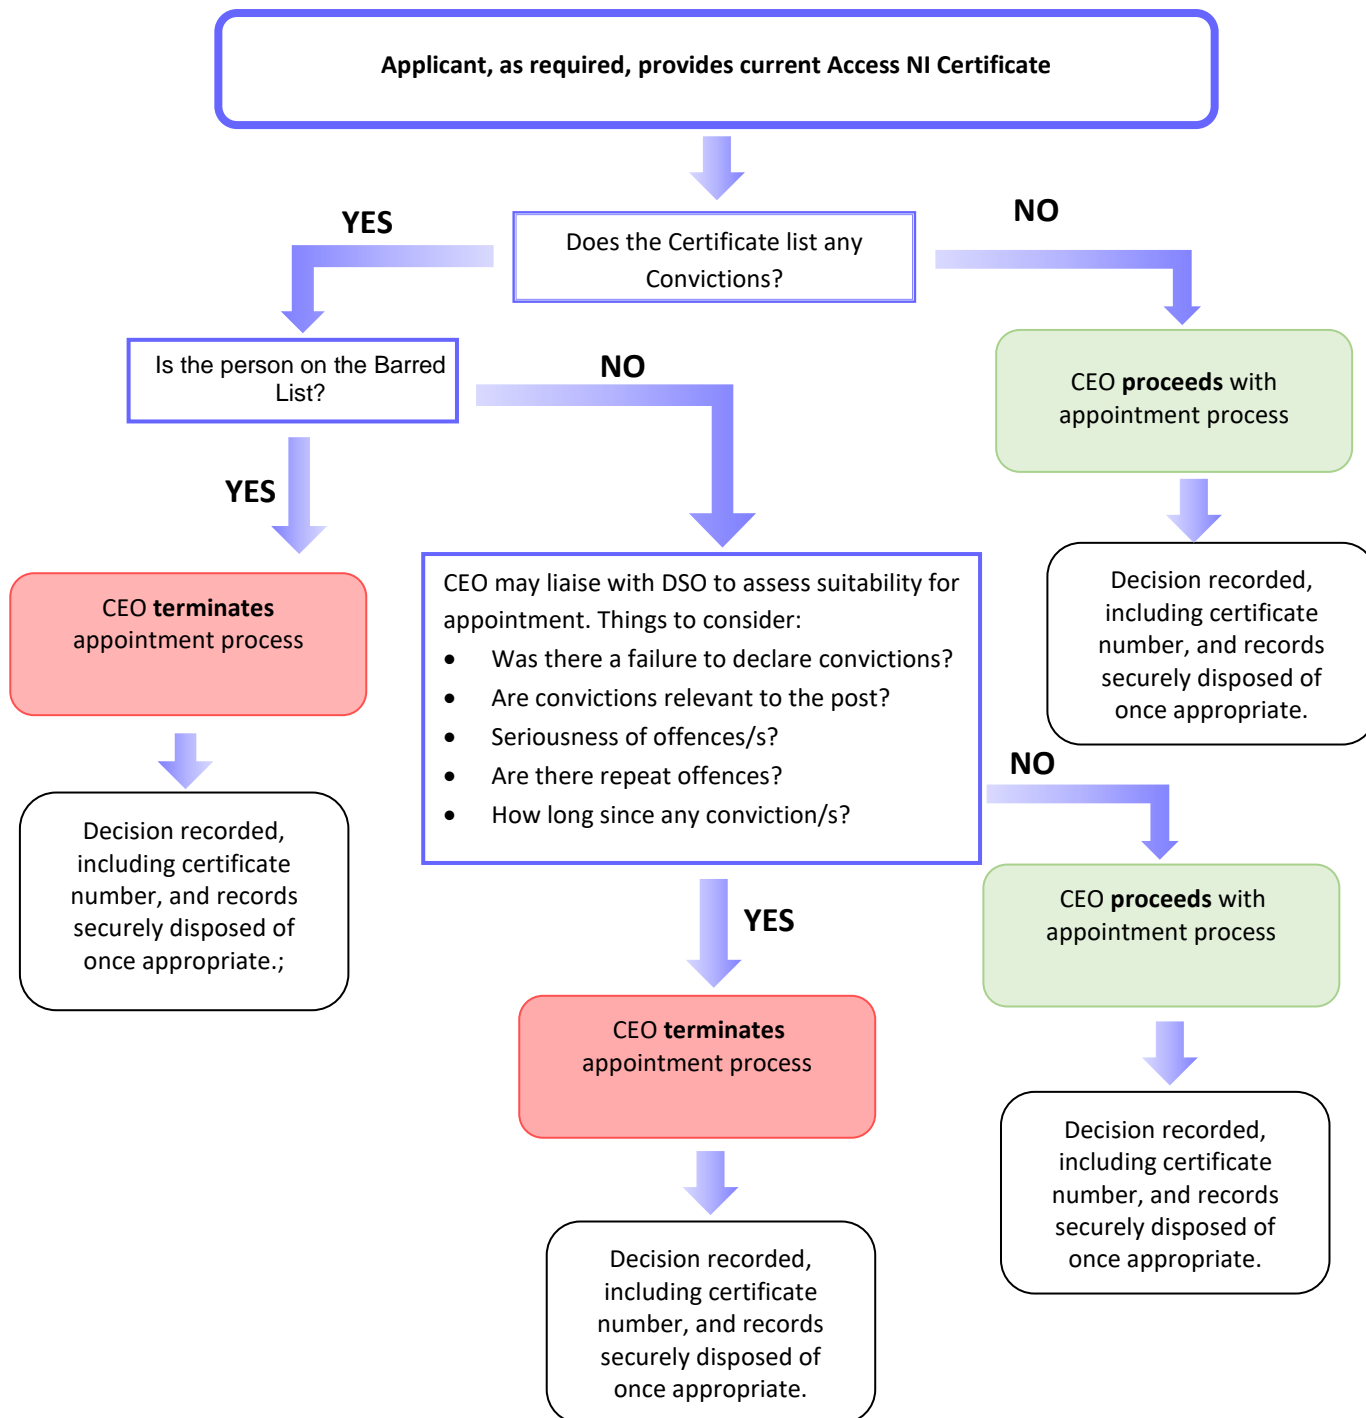 Applicant, as required, provides current Access NI Certificate
YES
NO
Does the Certificate list any
Convictions?
Is the person on the Barred
List?
NO
CEO proceeds with
appointment process
YES
CEO terminates
appointment process
CEO may liaise with DSO to assess suitability for
appointment. Things to consider:
• Was there a failure to declare convictions?
• Are convictions relevant to the post?
• Seriousness of offences/s?
• Are there repeat offences?
• How long since any conviction/s?
Decision recorded,
including certificate
number, and records
securely disposed of
once appropriate.
NO
Decision recorded,
including certificate
number, and records
securely disposed of
once appropriate.;
YES
CEO proceeds with
appointment process
CEO terminates
appointment process
Decision recorded,
including certificate
number, and records
securely disposed of
once appropriate.
Decision recorded,
including certificate
number, and records
securely disposed of
once appropriate.